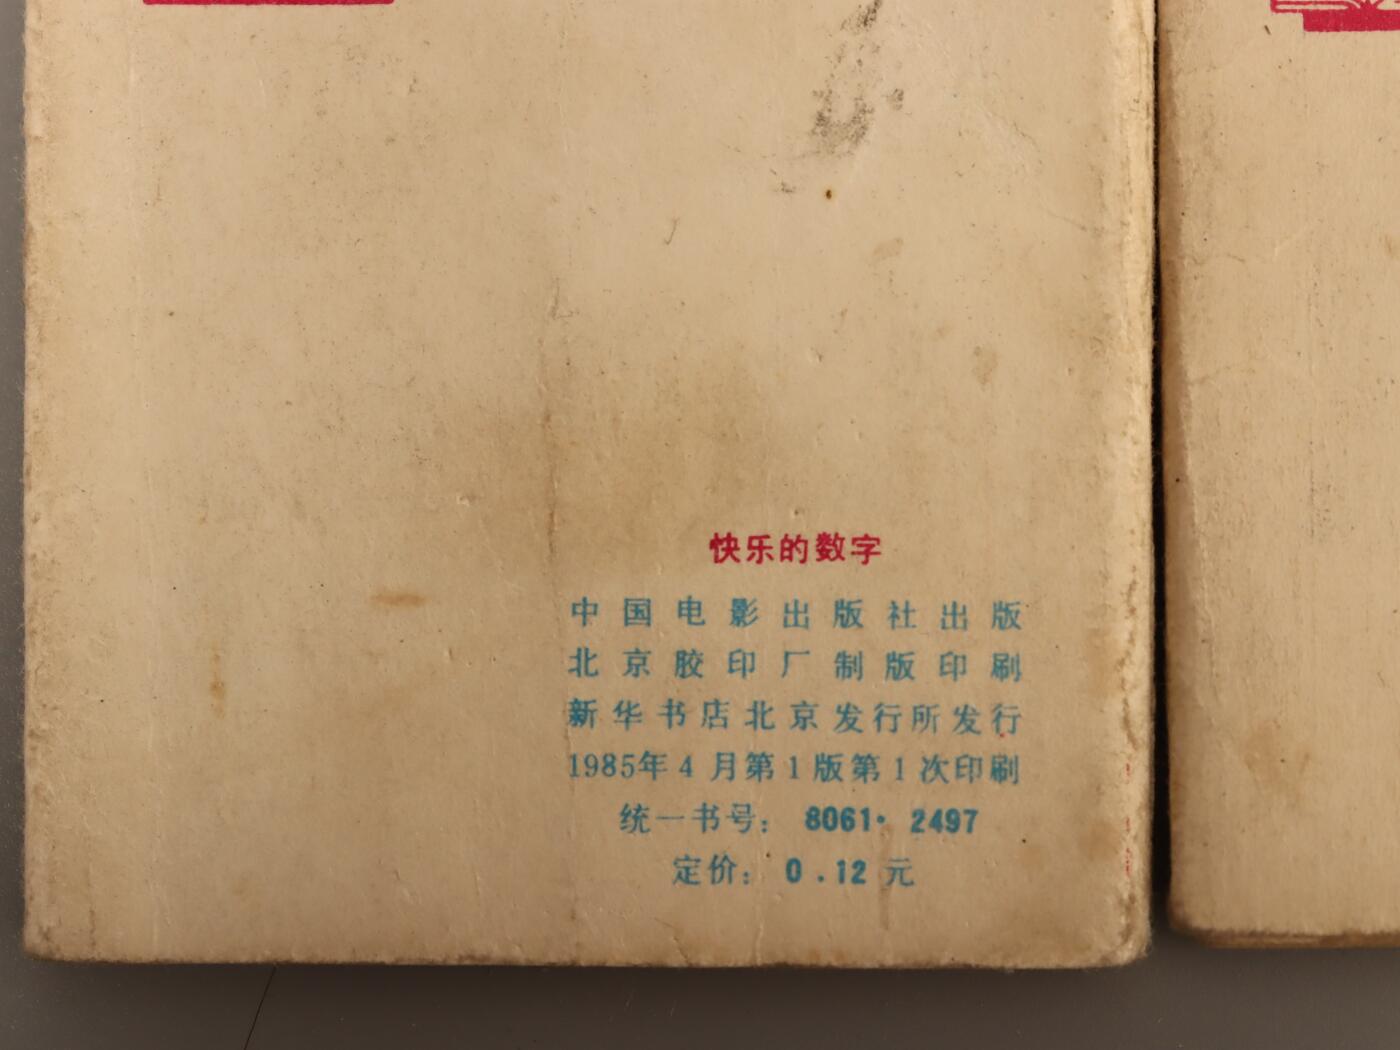 快乐的数字
中国电影出版社出版
北京胶印厂制版印刷
新华书店北京发行所发行
1985年4月第1版第1次印刷
统一书号：8061·2497
定价：0.12元